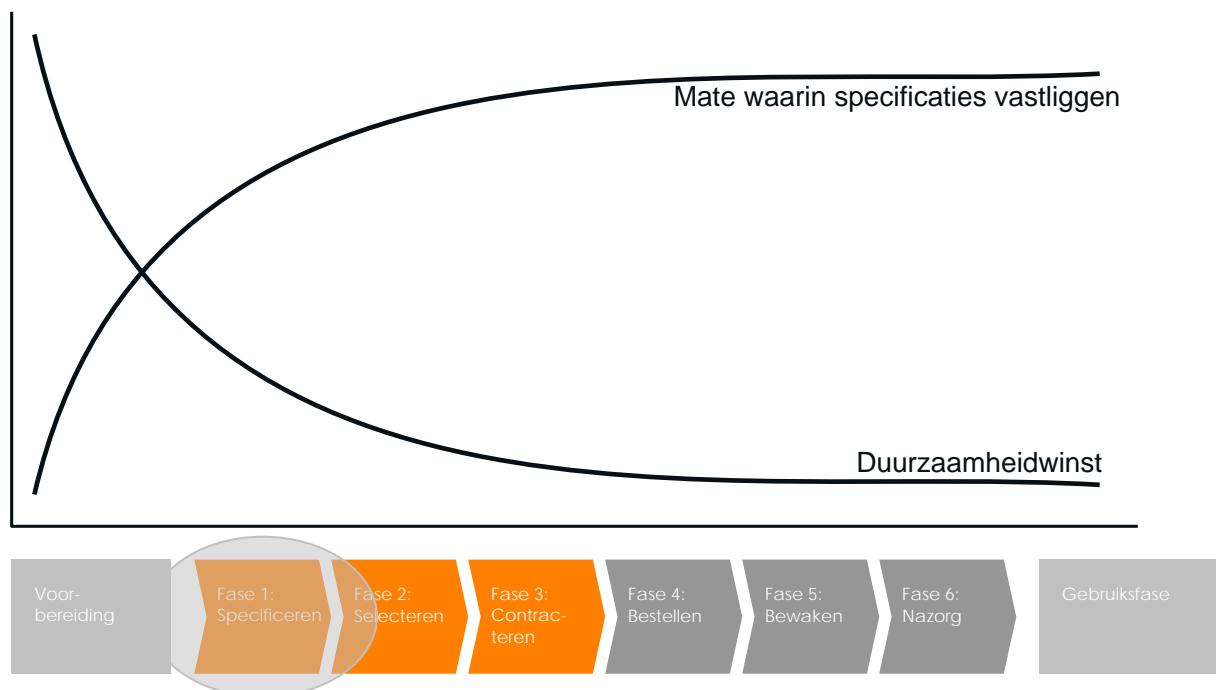 Mate waarin specificaties vastliggen
Duurzaamheidwinst
Voor-
bereiding
Fase 1:
Specificeren
Fase 2:
Selecteren
Fase 3:
Contrac-
teren
Fase 4:
Bestellen
Fase 5:
Bewaken
Fase 6:
Nazorg
Gebruiksfase